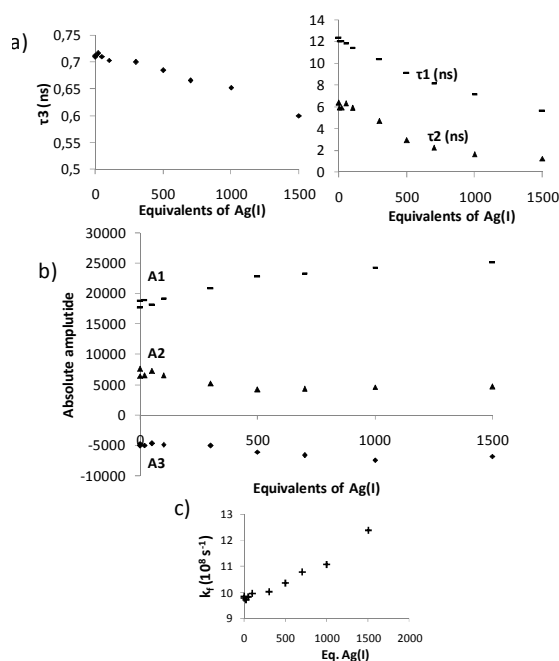 a)
0,75
0,7
0,65
0,6
0,55
0,5
τ3 (ns)
0 500 1000 1500
Equivalents of Ag(I)
14
12
10
8
6
4
2
0
τ1 (ns)
τ2 (ns)
0 500 1000 1500
Equivalents of Ag(I)
b)
30000
25000
20000
15000
10000
5000
0
-5000
-10000
Absolute amplutide
A1
A2
A3
0 500 1000 1500
Equivalents of Ag(I)
c)
13
12
11
10
9
kf (10⁸ s⁻¹)
0 500 1000 1500 2000
Eq. Ag(I)